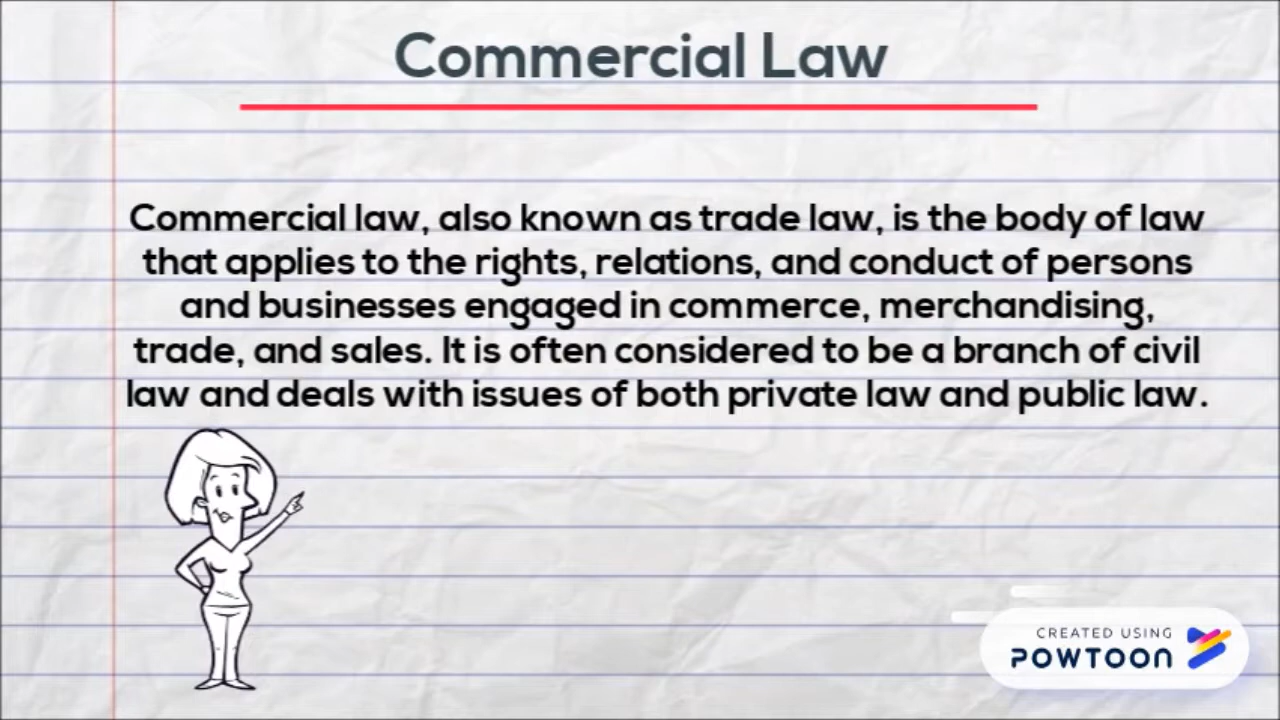 Commercial Law
Commercial law, also known as trade law, is the body of law
that applies to the rights, relations, and conduct of persons
and businesses engaged in commerce, merchandising,
trade, and sales. It is often considered to be a branch of civil
law and deals with issues of both private law and public law.
CREATED USING
POWTOON